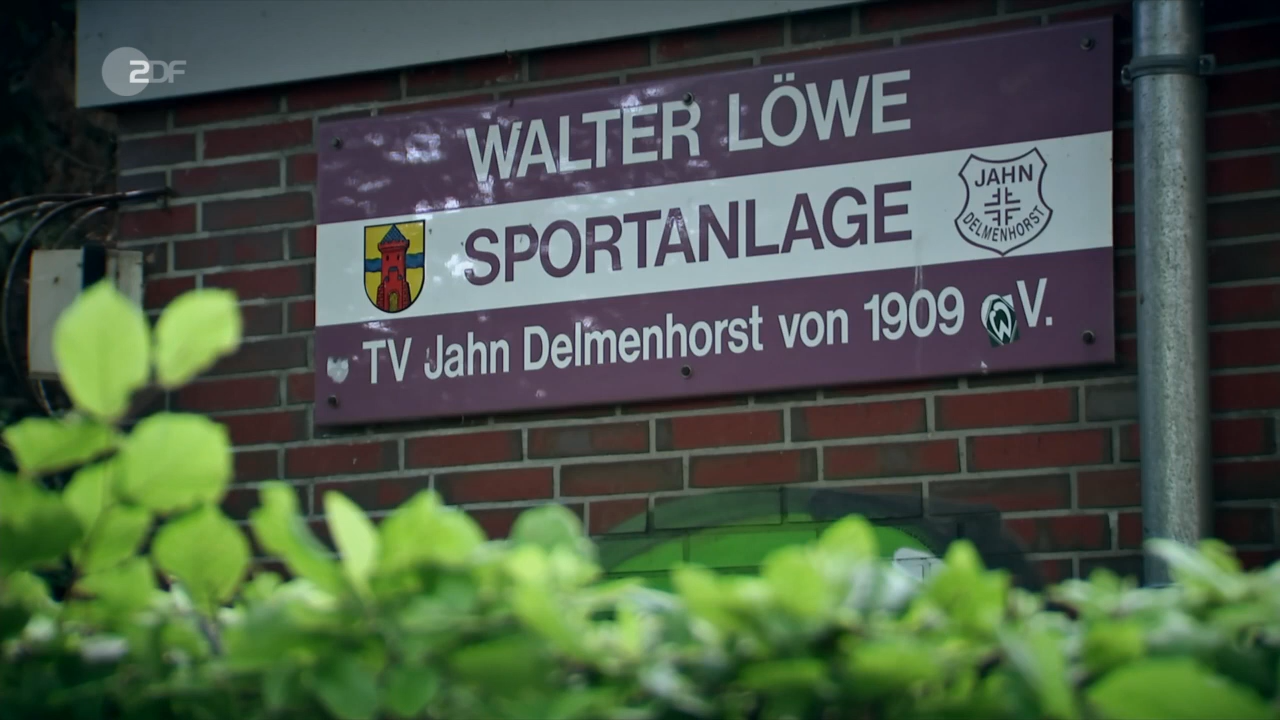 2DF
WALTER LÖWE
SPORTANLAGE
JAHN
DELMENHORST
TV Jahn Delmenhorst von 1909 W V.